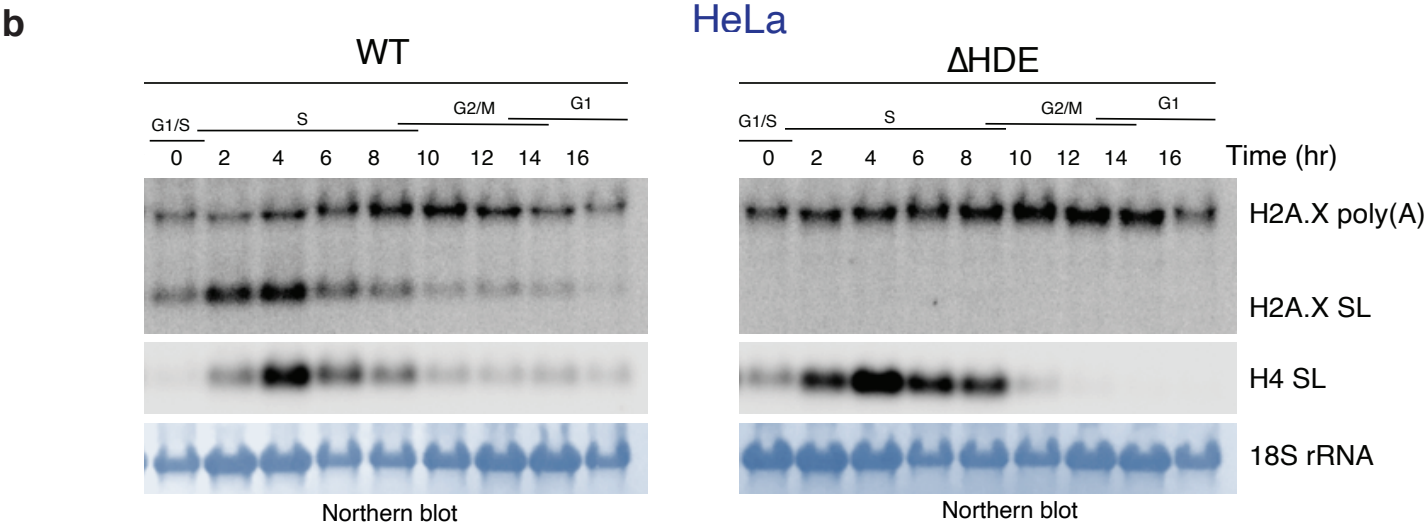 b
HeLa
WT
ΔHDE
G1/S S G2/M G1
G1/S S G2/M G1
0 2 4 6 8 10 12 14 16
0 2 4 6 8 10 12 14 16 Time (hr)
H2A.X poly(A)
H2A.X SL
H4 SL
18S rRNA
Northern blot
Northern blot